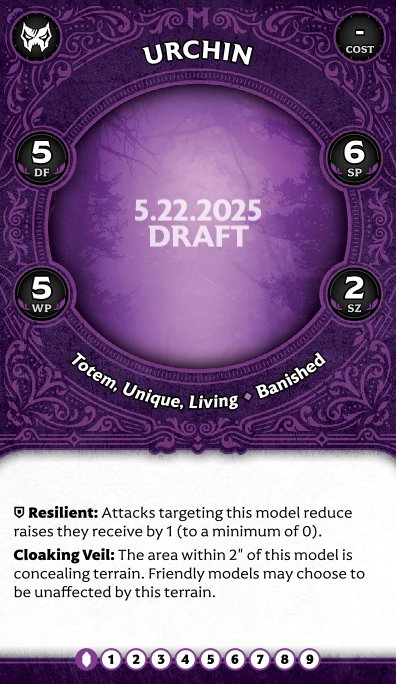 URCHIN
-
COST
5
DF
6
SP
5.22.2025
DRAFT
5
WP
2
SZ
Totem, Unique, Living ◆ Banished
Resilient: Attacks targeting this model reduce
raises they receive by 1 (to a minimum of 0).
Cloaking Veil: The area within 2" of this model is
concealing terrain. Friendly models may choose to
be unaffected by this terrain.
1 2 3 4 5 6 7 8 9